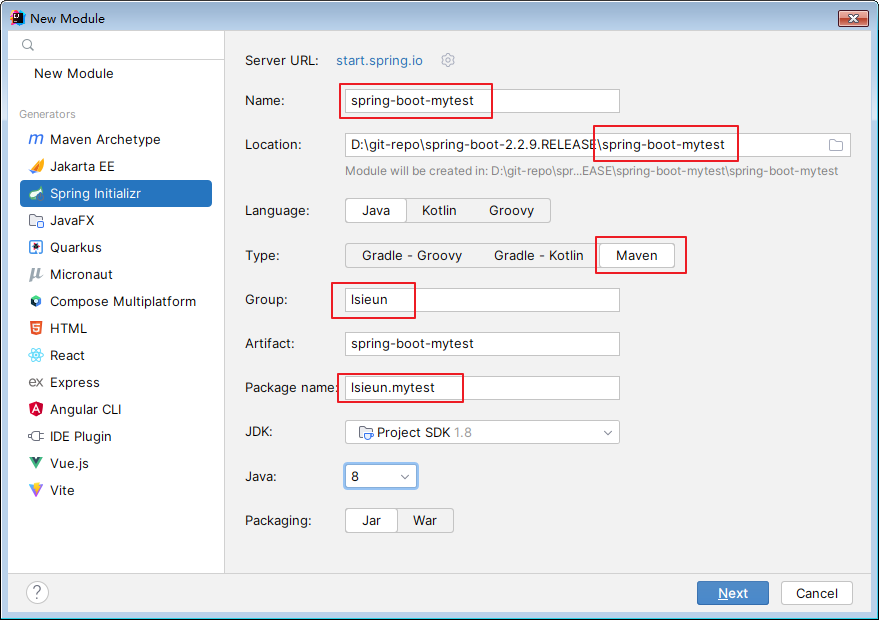 New Module
New Module
Generators
Maven Archetype
Jakarta EE
Spring Initializr
JavaFX
Quarkus
Micronaut
Compose Multiplatform
HTML
React
ex Express
Angular CLI
IDE Plugin
Vue.js
Vite
Server URL: start.spring.io
Name: spring-boot-mytest
Location: D:\git-repo\spring-boot-2.2.9.RELEASE\spring-boot-mytest
Module will be created in: D:\git-repo\spr...EASE\spring-boot-mytest\spring-boot-mytest
Language: Java Kotlin Groovy
Type: Gradle - Groovy Gradle - Kotlin Maven
Group: lsieun
Artifact: spring-boot-mytest
Package name: lsieun.mytest
JDK: Project SDK 1.8
Java: 8
Packaging: Jar War
? Next Cancel